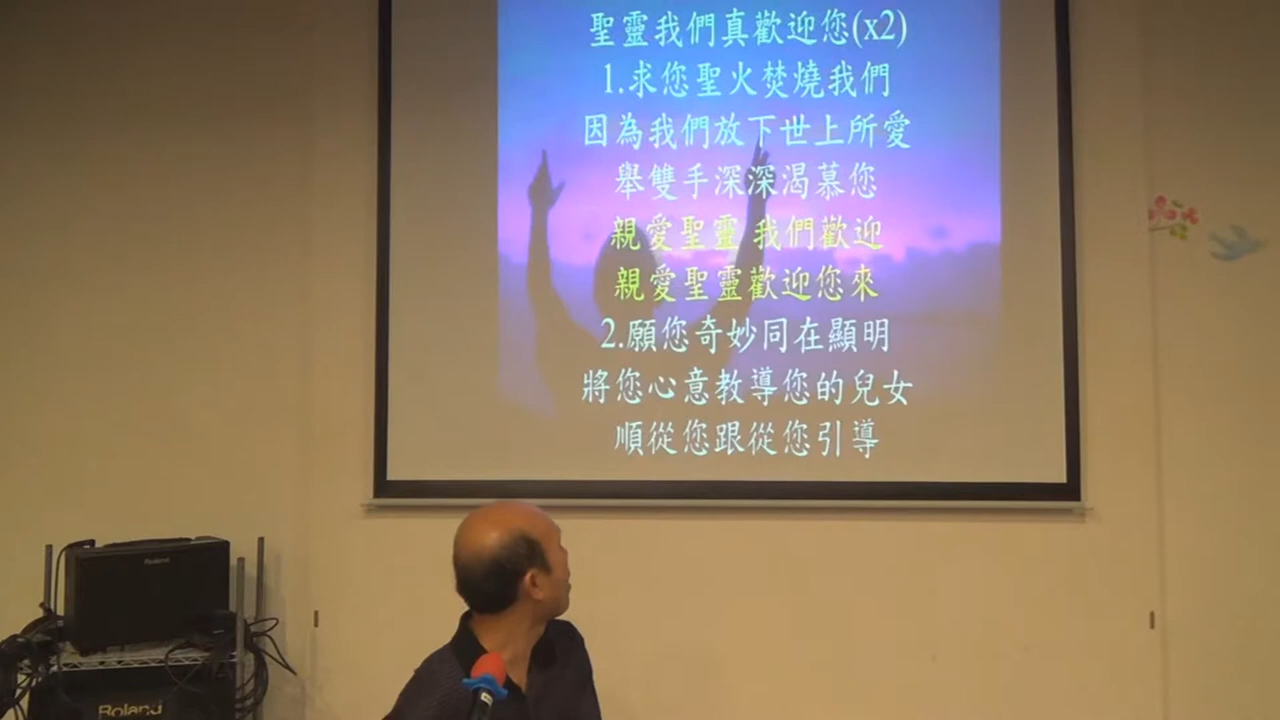 聖靈我們真歡迎您(x2)
1.求您聖火焚燒我們
因為我們放下世上所愛
舉雙手深深渴慕您
親愛聖靈 我們歡迎
親愛聖靈歡迎您來
2.願您奇妙同在顯明
將您心意教導您的兒女
順從您跟從您引導
Roland
Roland